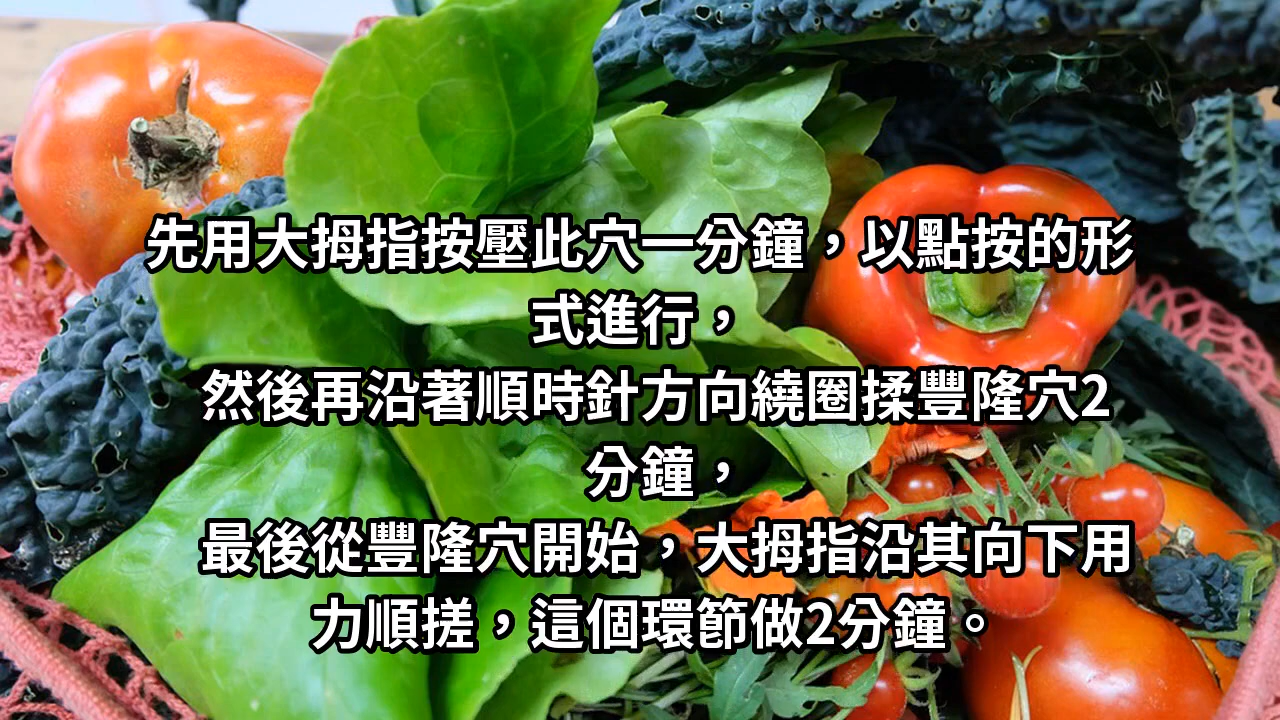 先用大拇指按壓此穴一分鐘，以點按的形
式進行，
然後再沿著順時針方向繞圈揉豐隆穴2
分鐘，
最後從豐隆穴開始，大拇指沿其向下用
力順搓，這個環節做2分鐘。